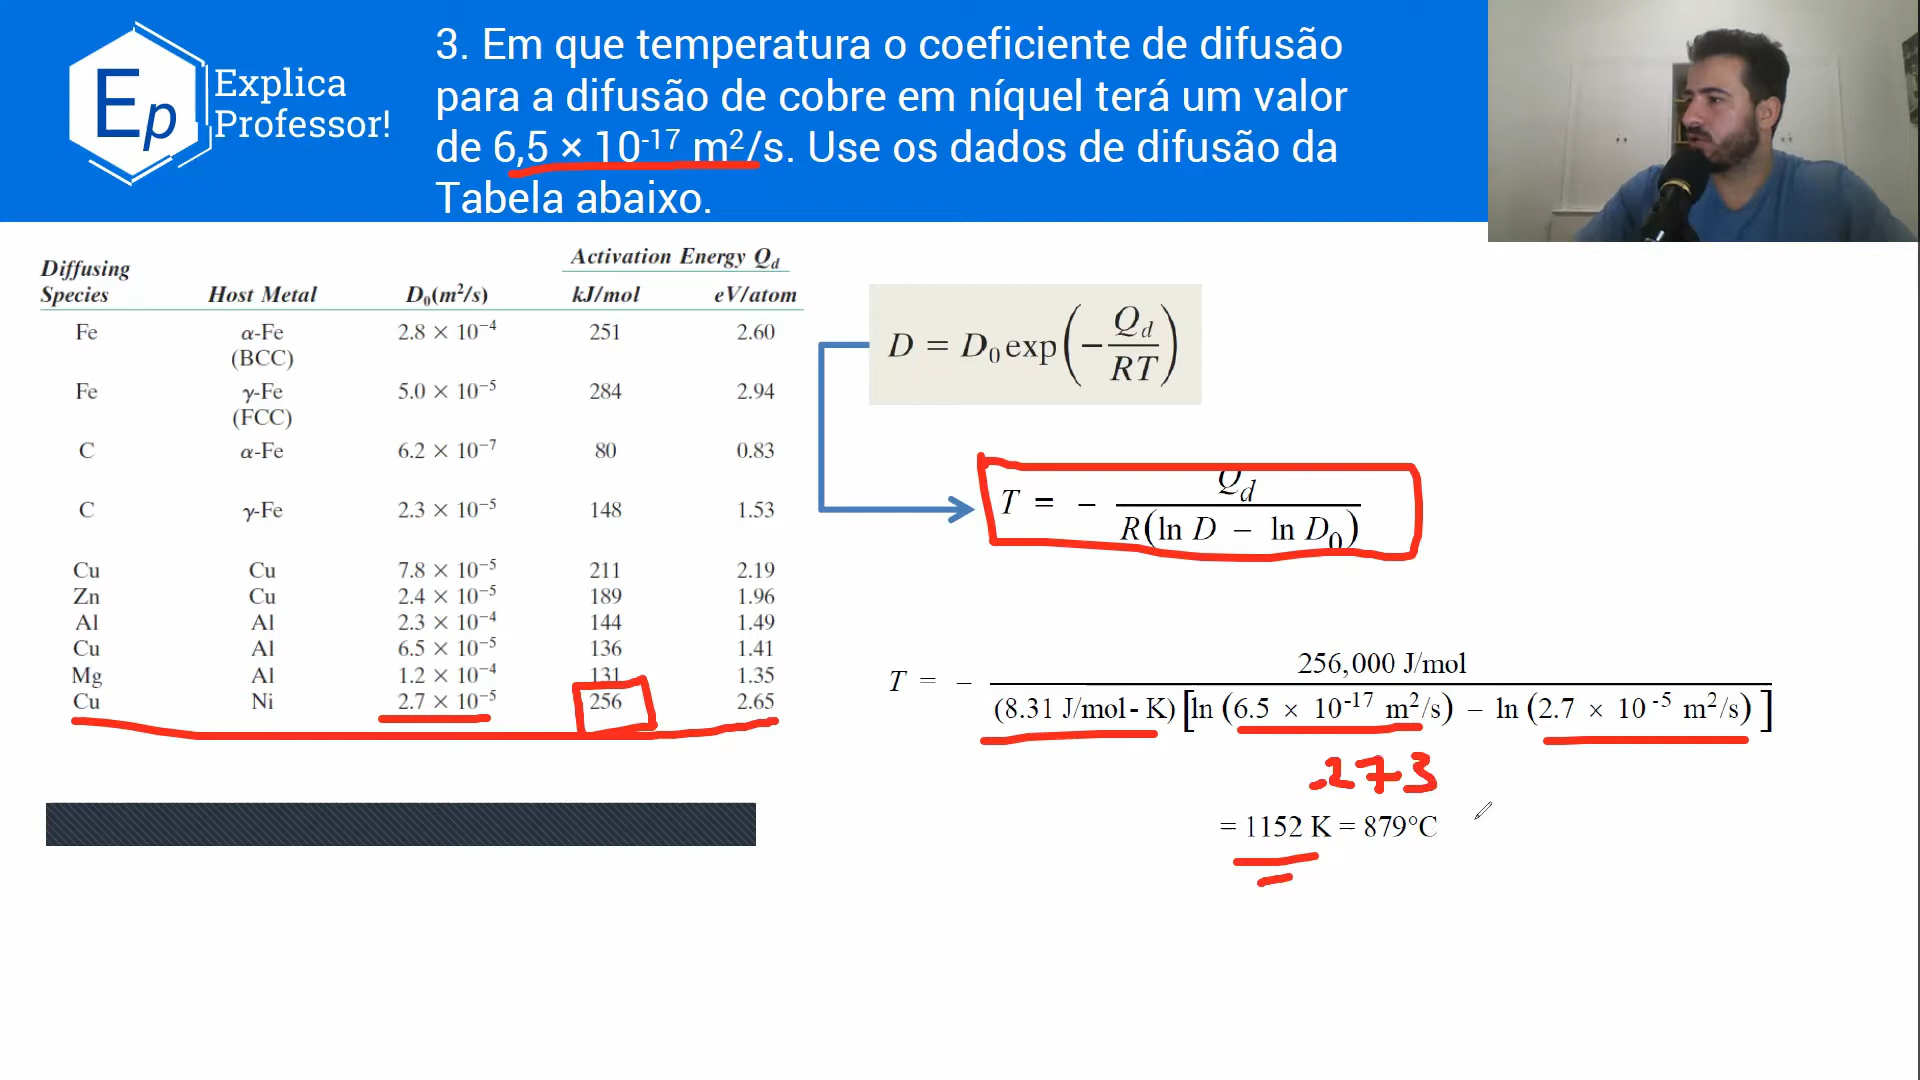 Ep Explica
Professor!
3. Em que temperatura o coeficiente de difusão
para a difusão de cobre em níquel terá um valor
de 6,5 × 10⁻¹⁷ m²/s. Use os dados de difusão da
Tabela abaixo.
Activation Energy Q_d
Diffusing
Species Host Metal D₀(m²/s) kJ/mol eV/atom
Fe α-Fe 2.8 × 10⁻⁴ 251 2.60
(BCC)
Fe γ-Fe 5.0 × 10⁻⁵ 284 2.94
(FCC)
C α-Fe 6.2 × 10⁻⁷ 80 0.83
C γ-Fe 2.3 × 10⁻⁵ 148 1.53
Cu Cu 7.8 × 10⁻⁵ 211 2.19
Zn Cu 2.4 × 10⁻⁵ 189 1.96
Al Al 2.3 × 10⁻⁴ 144 1.49
Cu Al 6.5 × 10⁻⁵ 136 1.41
Mg Al 1.2 × 10⁻⁴ 131 1.35
Cu Ni 2.7 × 10⁻⁵ 256 2.65
D = D₀ exp(−Q_d/RT)
T = − Q_d / R(ln D − ln D₀)
T = − 256,000 J/mol / (8.31 J/mol-K)[ln (6.5 × 10⁻¹⁷ m²/s) − ln (2.7 × 10⁻⁵ m²/s)]
-273
= 1152 K = 879°C